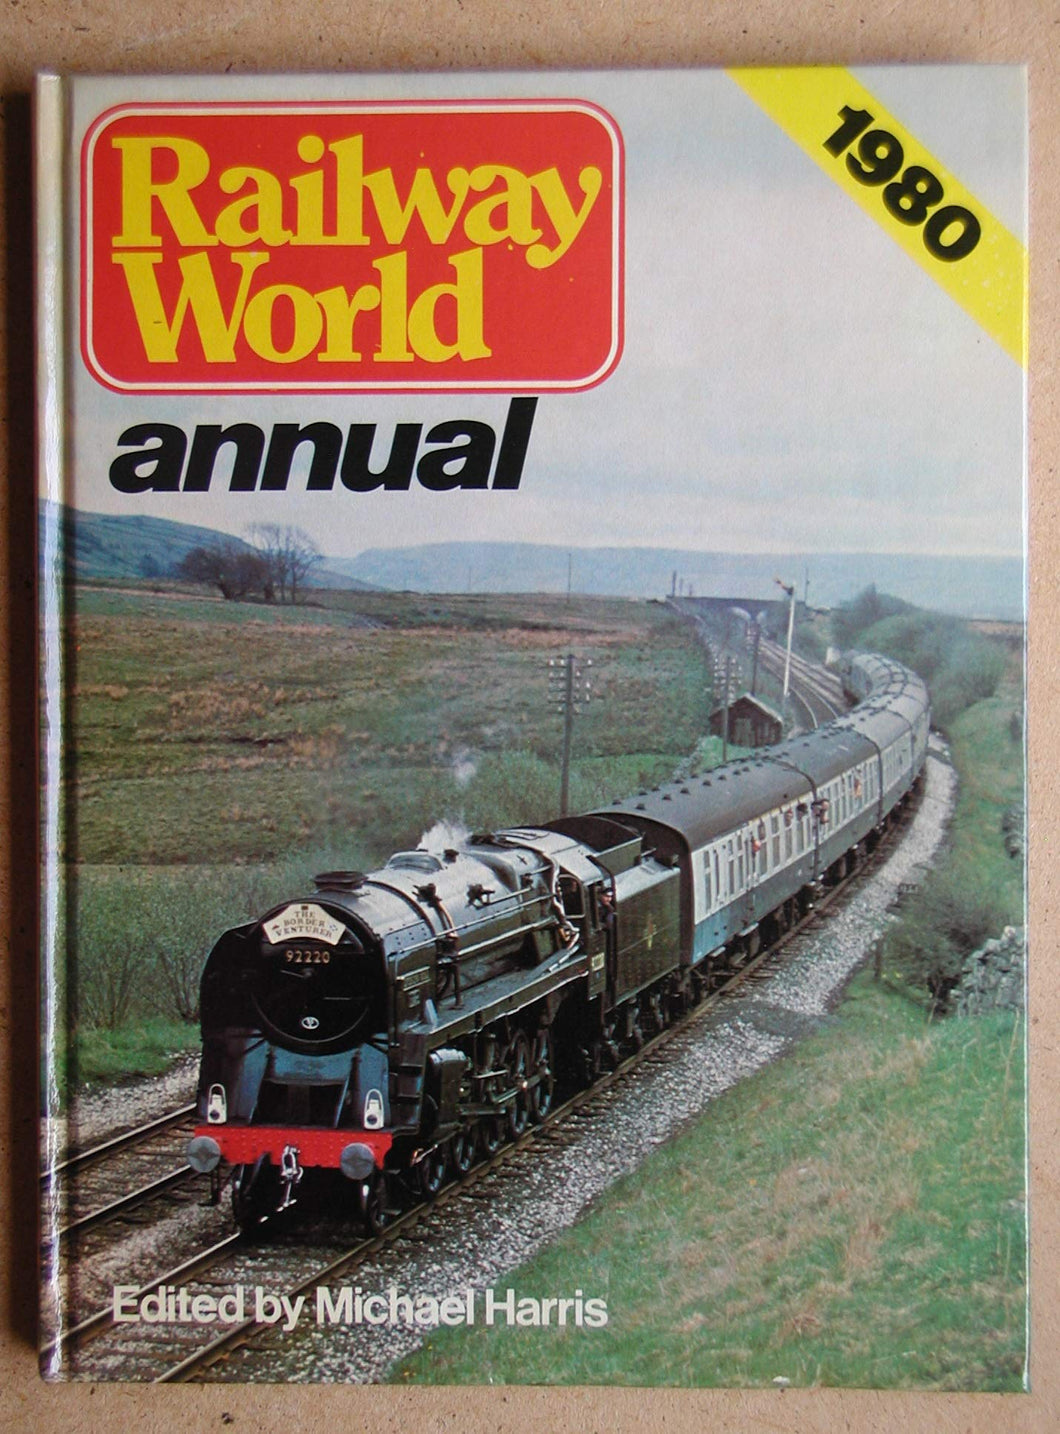 1980
Railway
World
annual
THE
BORDER
VENTURER
92220
Edited by Michael Harris